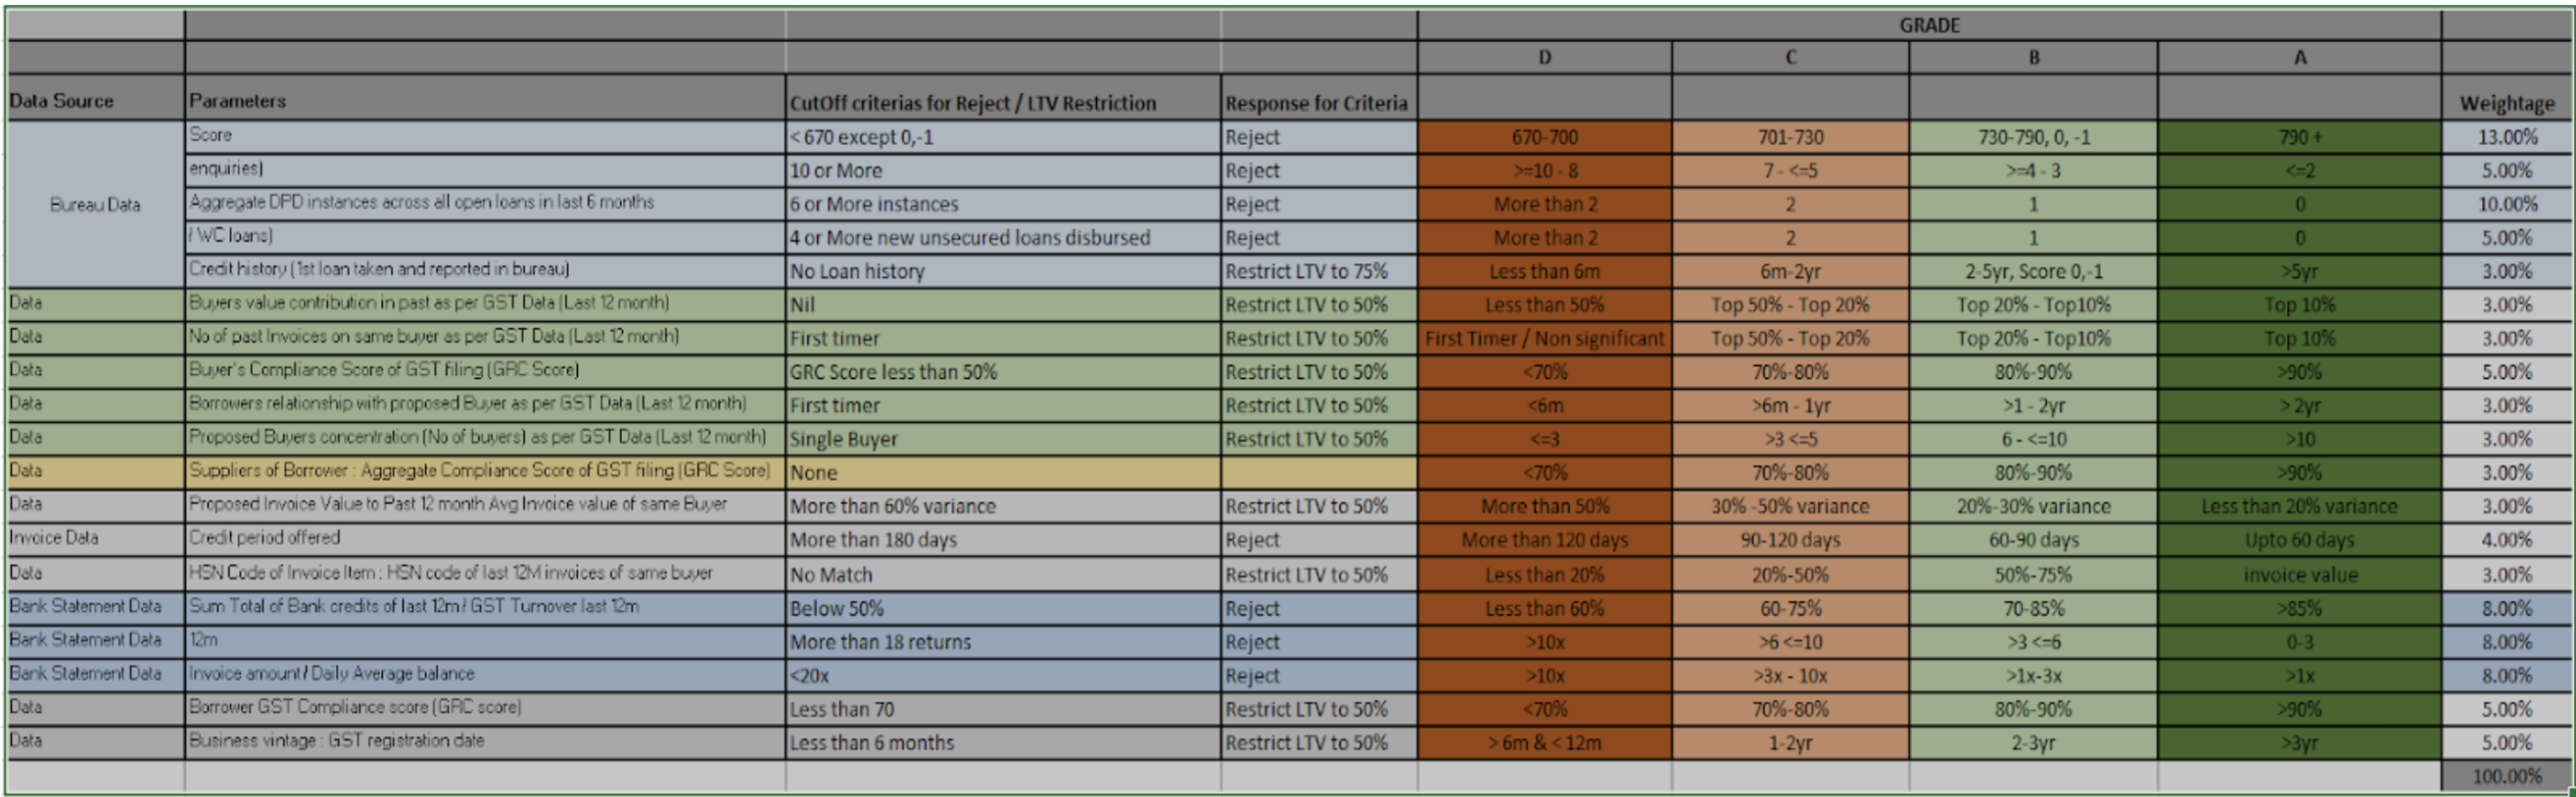 GRADE
D C B A
Data Source Parameters CutOff criterias for Reject / LTV Restriction Response for Criteria Weightage
Bureau Data
Score < 670 except 0,-1 Reject 670-700 701-730 730-790, 0, -1 790 + 13.00%
enquiries) 10 or More Reject >=10 - 8 7 - <=5 >=4 - 3 <=2 5.00%
Aggregate DPD instances across all open loans in last 6 months 6 or More instances Reject More than 2 2 1 0 10.00%
/ WC loans) 4 or More new unsecured loans disbursed Reject More than 2 2 1 0 5.00%
Credit history (1st loan taken and reported in bureau) No Loan history Restrict LTV to 75% Less than 6m 6m-2yr 2-5yr, Score 0,-1 >5yr 3.00%
Data Buyers value contribution in past as per GST Data (Last 12 month) Nil Restrict LTV to 50% Less than 50% Top 50% - Top 20% Top 20% - Top10% Top 10% 3.00%
Data No of past Invoices on same buyer as per GST Data (Last 12 month) First timer Restrict LTV to 50% First Timer / Non significant Top 50% - Top 20% Top 20% - Top10% Top 10% 3.00%
Data Buyer's Compliance Score of GST filing (GRC Score) GRC Score less than 50% Restrict LTV to 50% <70% 70%-80% 80%-90% >90% 5.00%
Data Borrowers relationship with proposed Buyer as per GST Data (Last 12 month) First timer Restrict LTV to 50% <6m >6m - 1yr >1 - 2yr > 2yr 3.00%
Data Proposed Buyers concentration (No of buyers) as per GST Data (Last 12 month) Single Buyer Restrict LTV to 50% <=3 >3 <=5 6 - <=10 >10 3.00%
Data Suppliers of Borrower : Aggregate Compliance Score of GST filing (GRC Score) None <70% 70%-80% 80%-90% >90% 3.00%
Data Proposed Invoice Value to Past 12 month Avg Invoice value of same Buyer More than 60% variance Restrict LTV to 50% More than 50% 30% -50% variance 20%-30% variance Less than 20% variance 3.00%
Invoice Data Credit period offered More than 180 days Reject More than 120 days 90-120 days 60-90 days Upto 60 days 4.00%
Data HSN Code of Invoice Item : HSN code of last 12M invoices of same buyer No Match Restrict LTV to 50% Less than 20% 20%-50% 50%-75% invoice value 3.00%
Bank Statement Data Sum Total of Bank credits of last 12m / GST Turnover last 12m Below 50% Reject Less than 60% 60-75% 70-85% >85% 8.00%
Bank Statement Data 12m More than 18 returns Reject >10x >6 <=10 >3 <=6 0-3 8.00%
Bank Statement Data Invoice amount / Daily Average balance <20x Reject >10x >3x - 10x >1x-3x >1x 8.00%
Data Borrower GST Compliance score (GRC score) Less than 70 Restrict LTV to 50% <70% 70%-80% 80%-90% >90% 5.00%
Data Business vintage : GST registration date Less than 6 months Restrict LTV to 50% > 6m & < 12m 1-2yr 2-3yr >3yr 5.00%
100.00%